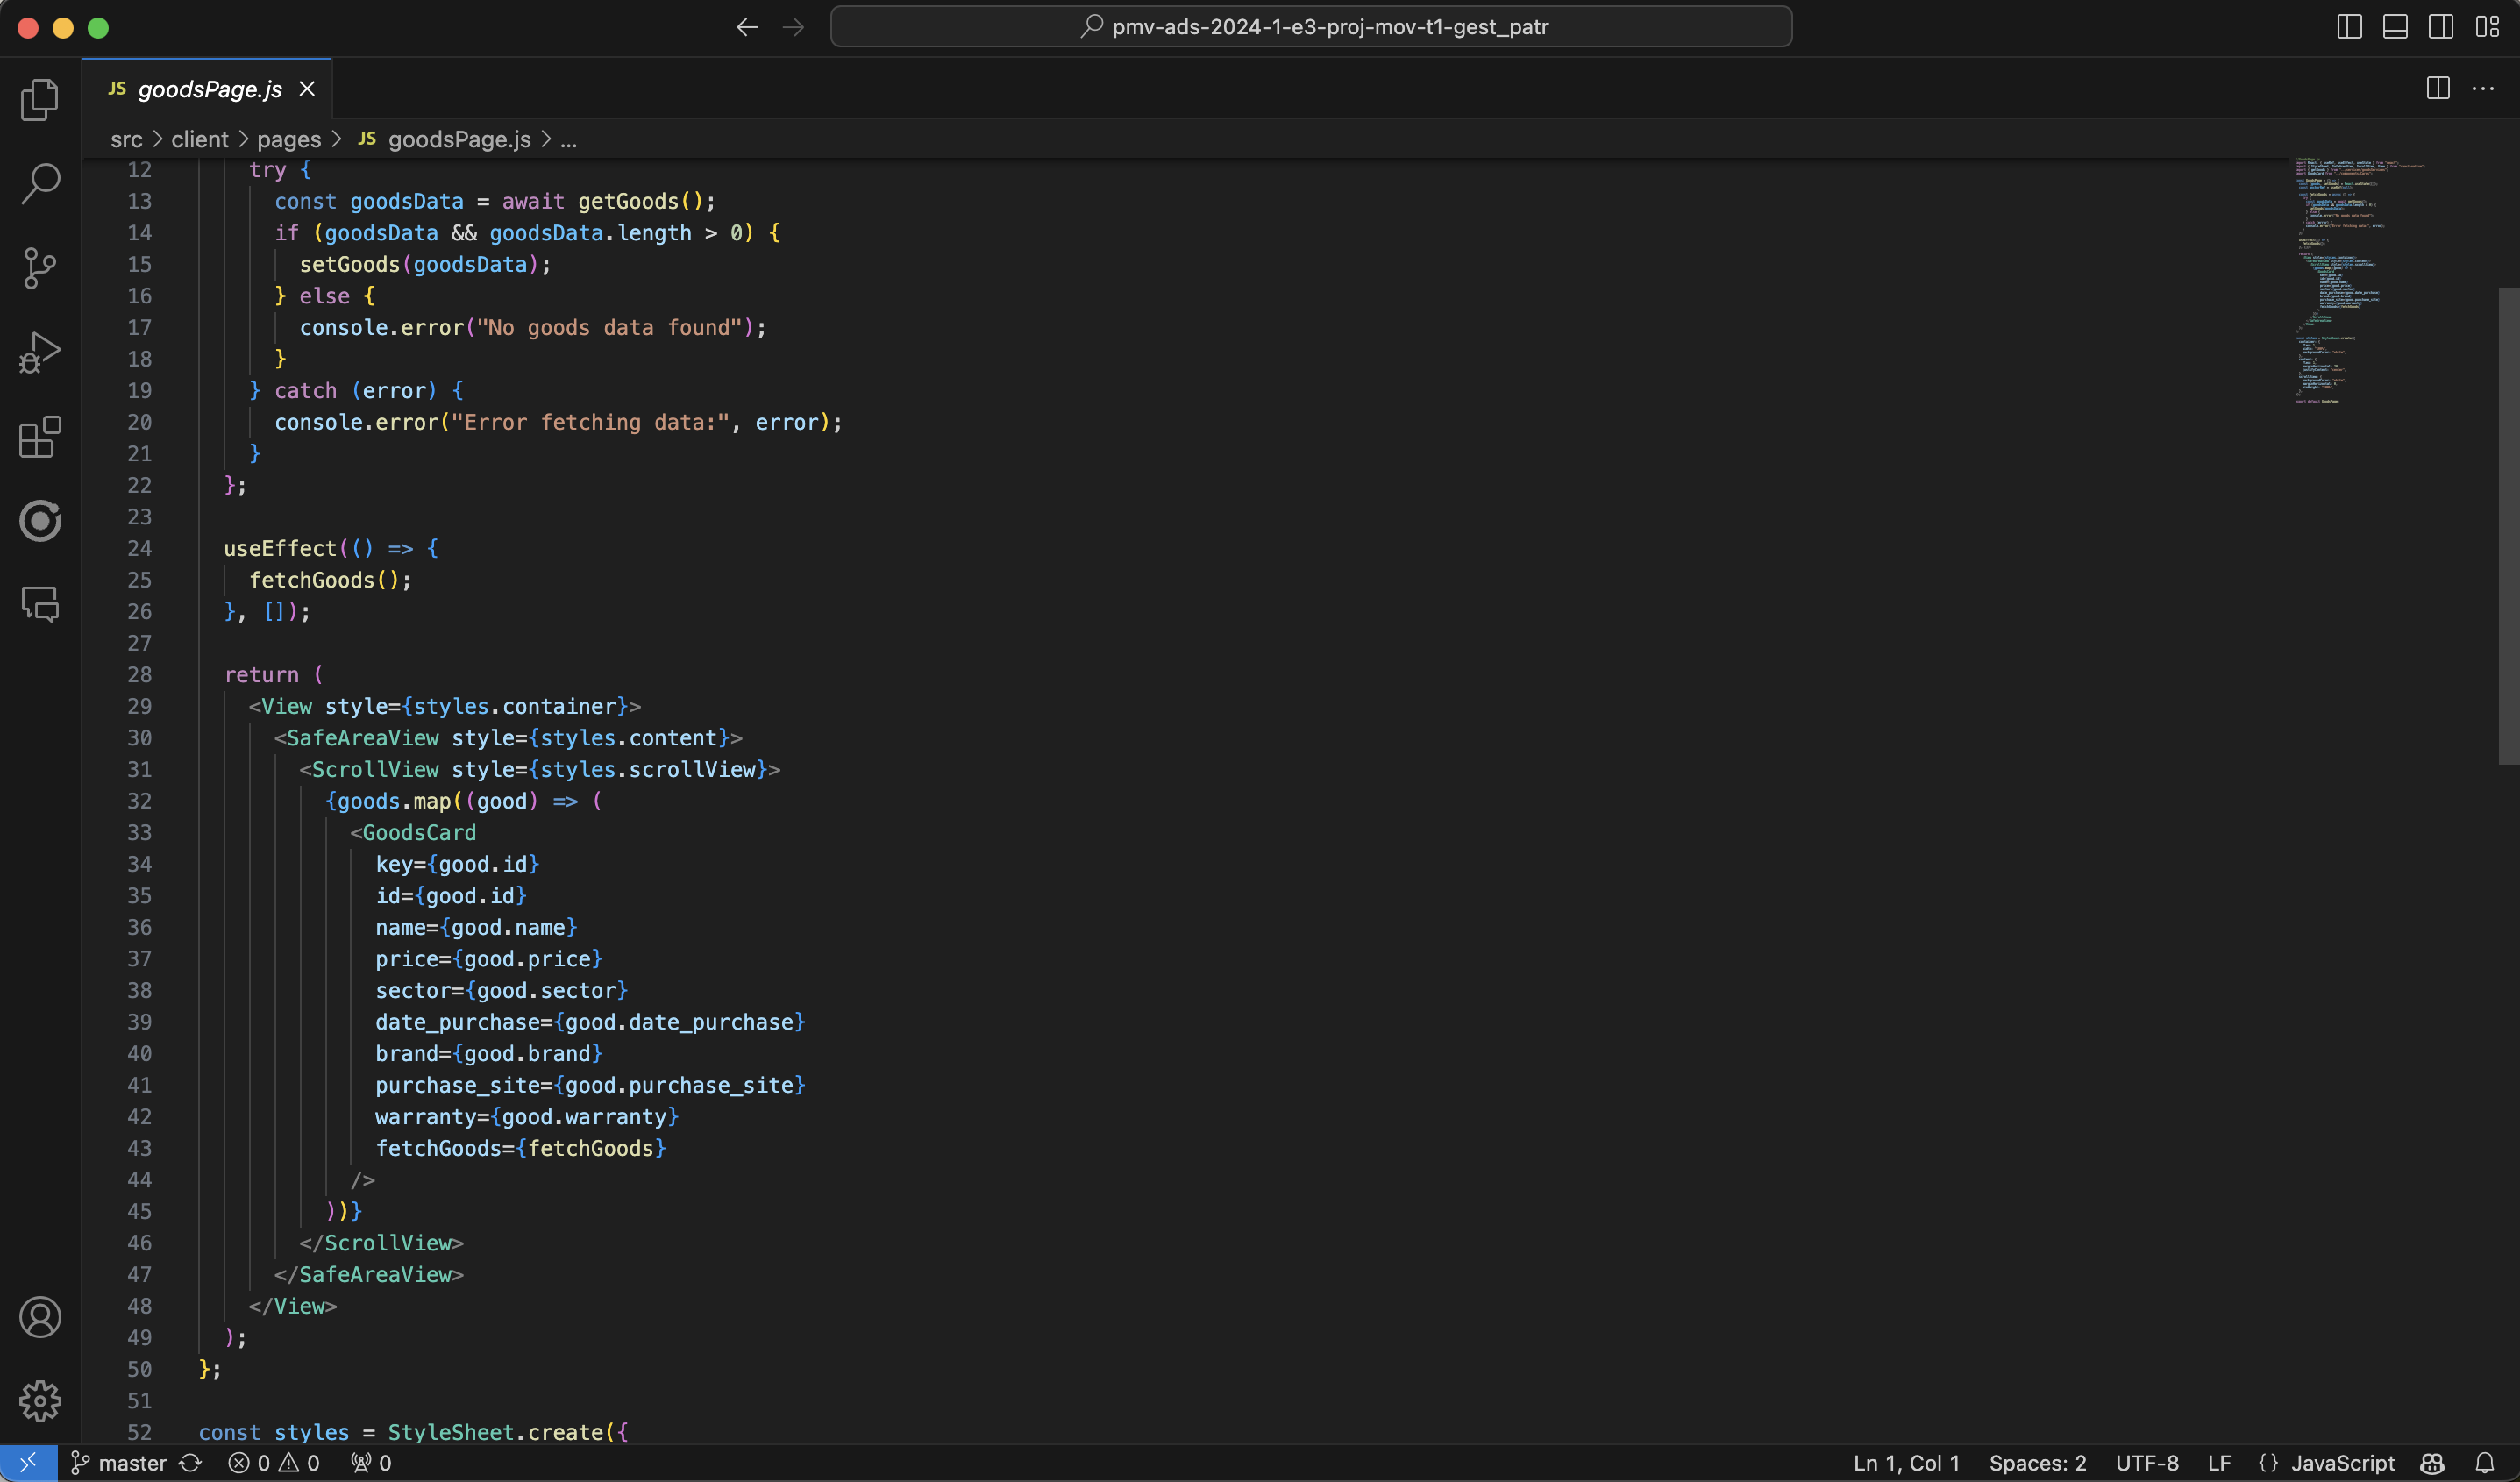 pmv-ads-2024-1-e3-proj-mov-t1-gest_patr
JS goodsPage.js
src > client > pages > JS goodsPage.js > ...
12 try {
13 const goodsData = await getGoods();
14 if (goodsData && goodsData.length > 0) {
15 setGoods(goodsData);
16 } else {
17 console.error("No goods data found");
18 }
19 } catch (error) {
20 console.error("Error fetching data:", error);
21 }
22 };
23
24 useEffect(() => {
25 fetchGoods();
26 }, []);
27
28 return (
29 <View style={styles.container}>
30 <SafeAreaView style={styles.content}>
31 <ScrollView style={styles.scrollView}>
32 {goods.map((good) => (
33 <GoodsCard
34 key={good.id}
35 id={good.id}
36 name={good.name}
37 price={good.price}
38 sector={good.sector}
39 date_purchase={good.date_purchase}
40 brand={good.brand}
41 purchase_site={good.purchase_site}
42 warranty={good.warranty}
43 fetchGoods={fetchGoods}
44 />
45 ))}
46 </ScrollView>
47 </SafeAreaView>
48 </View>
49 );
50 };
51
52 const styles = StyleSheet.create({
master 0 0 0 Ln 1, Col 1 Spaces: 2 UTF-8 LF {} JavaScript